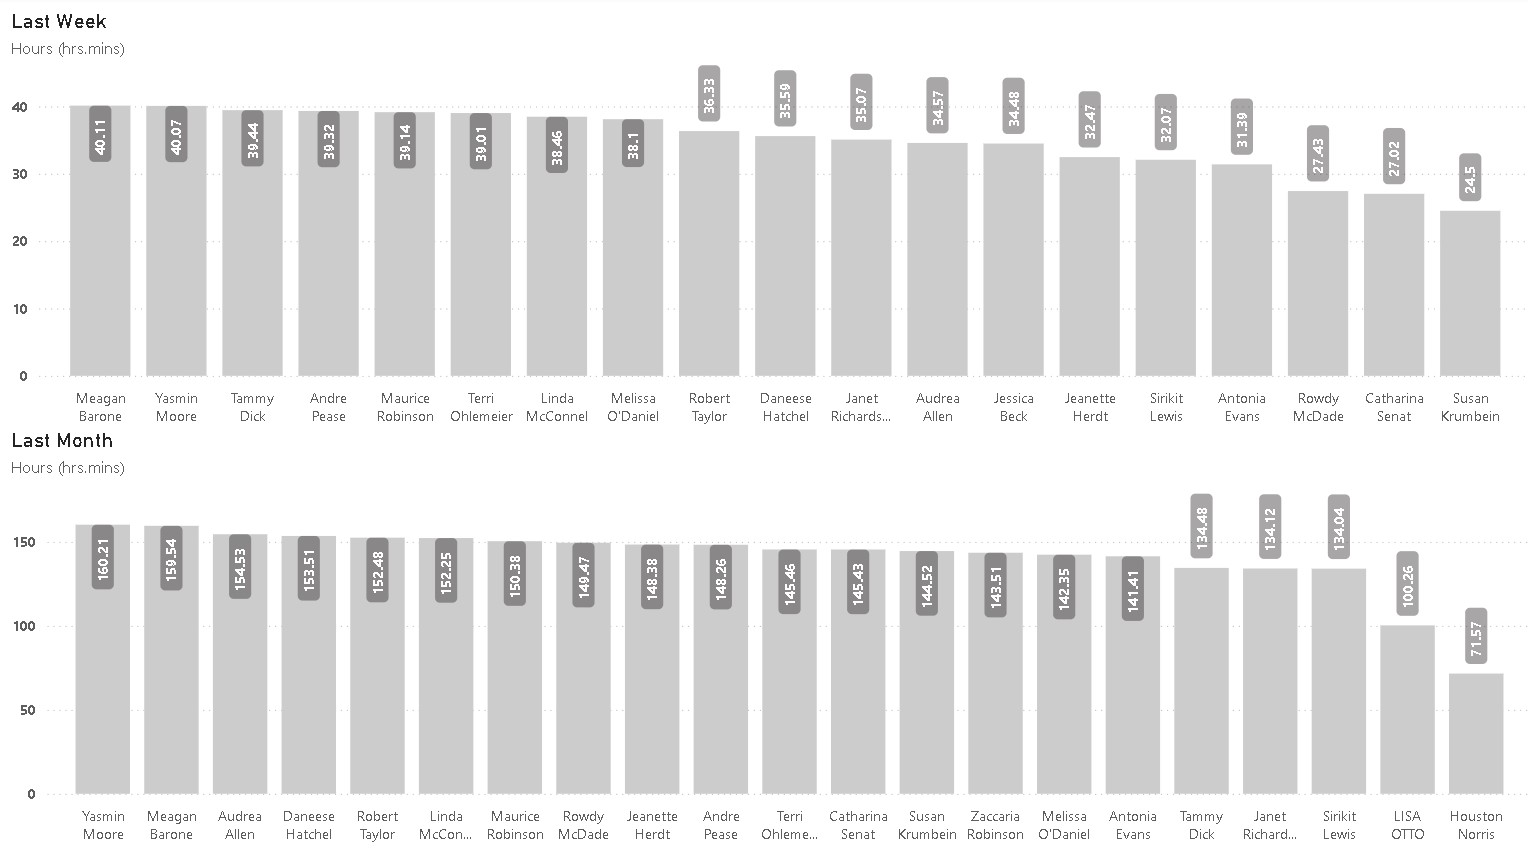 Last Week
Hours (hrs.mins)
40
30
20
10
0
40.11
40.07
39.44
39.32
39.14
39.01
38.46
38.1
36.33
35.59
35.07
34.57
34.48
32.47
32.07
31.39
27.43
27.02
24.5
Meagan
Barone
Yasmin
Moore
Tammy
Dick
Andre
Pease
Maurice
Robinson
Terri
Ohlemeier
Linda
McConnel
Melissa
O'Daniel
Robert
Taylor
Daneese
Hatchel
Janet
Richards...
Audrea
Allen
Jessica
Beck
Jeanette
Herdt
Sirikit
Lewis
Antonia
Evans
Rowdy
McDade
Catharina
Senat
Susan
Krumbein
Last Month
Hours (hrs.mins)
150
100
50
0
160.21
159.54
154.53
153.51
152.48
152.25
150.38
149.47
148.38
148.26
145.46
145.43
144.52
143.51
142.35
141.41
134.48
134.12
134.04
100.26
71.57
Yasmin
Moore
Meagan
Barone
Audrea
Allen
Daneese
Hatchel
Robert
Taylor
Linda
McCon...
Maurice
Robinson
Rowdy
McDade
Jeanette
Herdt
Andre
Pease
Terri
Ohleme...
Catharina
Senat
Susan
Krumbein
Zaccaria
Robinson
Melissa
O'Daniel
Antonia
Evans
Tammy
Dick
Janet
Richard...
Sirikit
Lewis
LISA
OTTO
Houston
Norris